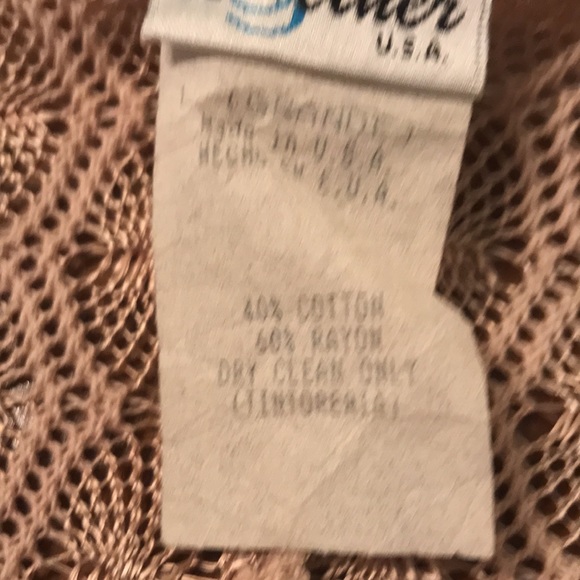 U.S.A.
MADE IN U.S.A.
HECHO EN E.U.A.
40% COTTON
60% RAYON
DRY CLEAN ONLY
(TINTORERIA)